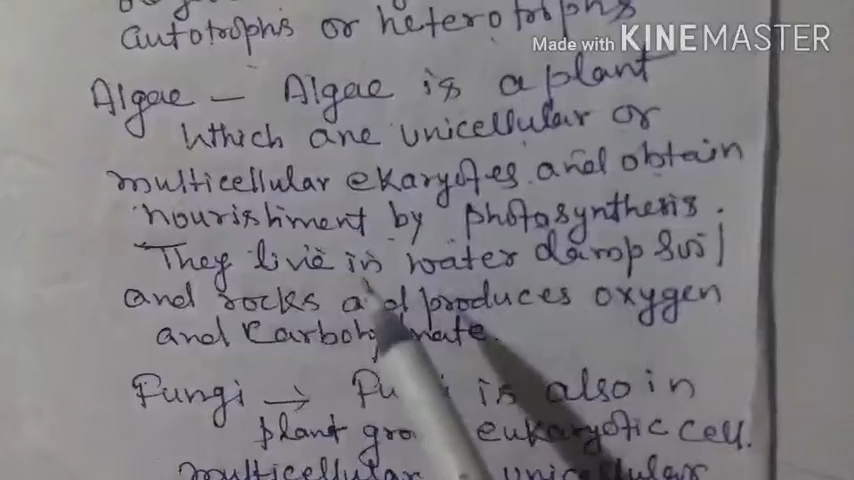 autotrophs or heterotrophs
Made with KINEMASTER
Algae — Algae is a plant
which are unicellular or
multicellular ekaryotes and obtain
nourishment by photosynthesis.
They live in water damp soil
and rocks and produces oxygen
and
Fungi → is also in
plant eukaryotic cell.
multicellular unicellular